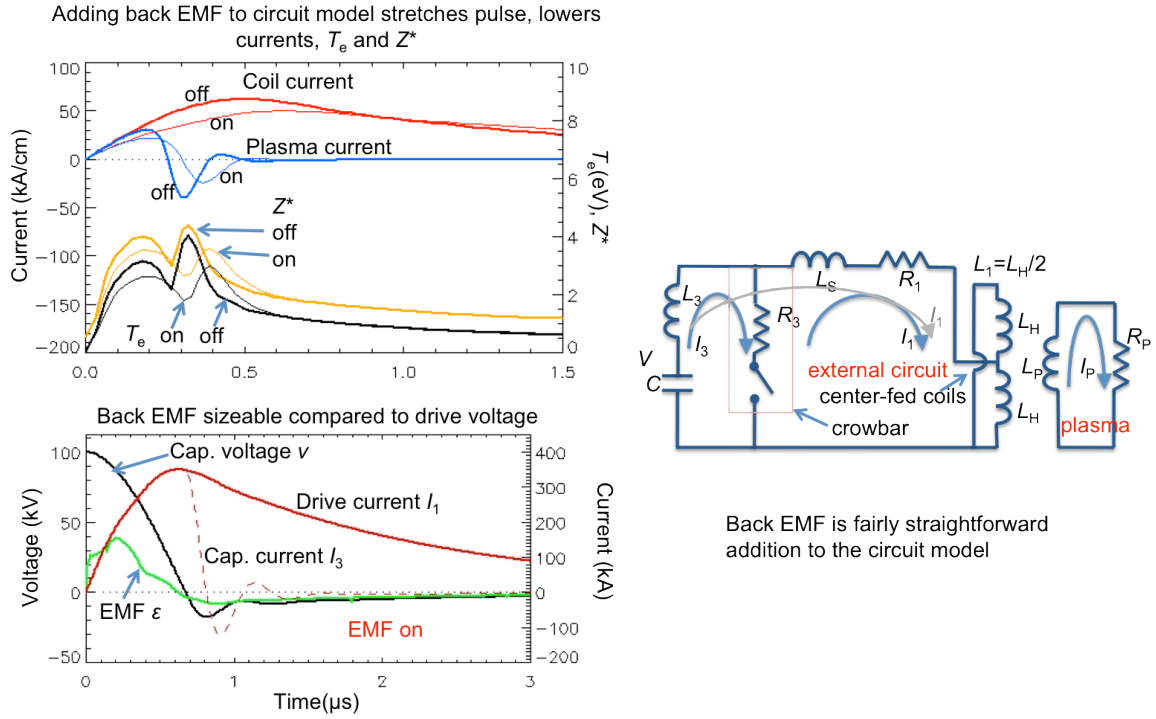 Adding back EMF to circuit model stretches pulse, lowers
currents, Te and Z*
100
50
0
−50
−100
−150
−200
Current (kA/cm)
10
8
6
4
2
0
Te(eV), Z*
0.0
0.5
1.0
1.5
off
Coil current
on
Plasma current
off
on
Z*
off
on
Te
on
off
Back EMF sizeable compared to drive voltage
100
50
0
−50
Voltage (kV)
400
300
200
100
0
−100
−200
Current (kA)
0
1
2
3
Time(µs)
Cap. voltage v
Drive current I1
Cap. current I3
EMF ε
EMF on
L3
I3
V
C
R3
LS
R1
I1
I1
L1=LH/2
LH
LH
LP
IP
RP
external circuit
center-fed coils
crowbar
plasma
Back EMF is fairly straightforward
addition to the circuit model